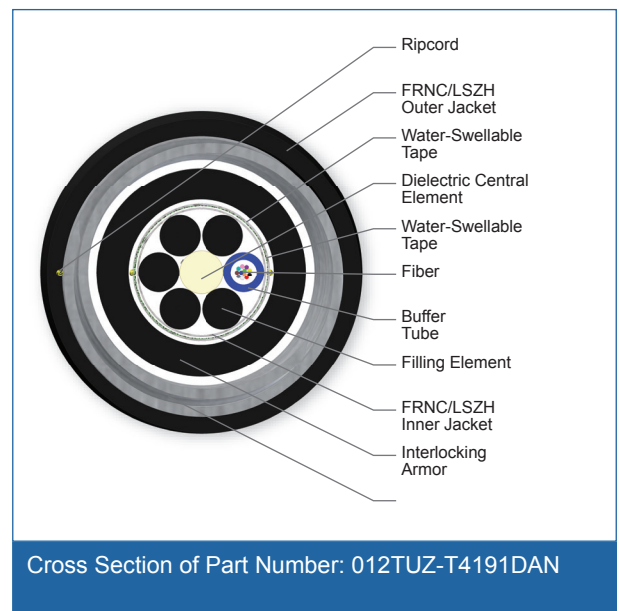 Ripcord
FRNC/LSZH
Outer Jacket
Water-Swellable
Tape
Dielectric Central
Element
Water-Swellable
Tape
Fiber
Buffer
Tube
Filling Element
FRNC/LSZH
Inner Jacket
Interlocking
Armor
Cross Section of Part Number: 012TUZ-T4191DAN